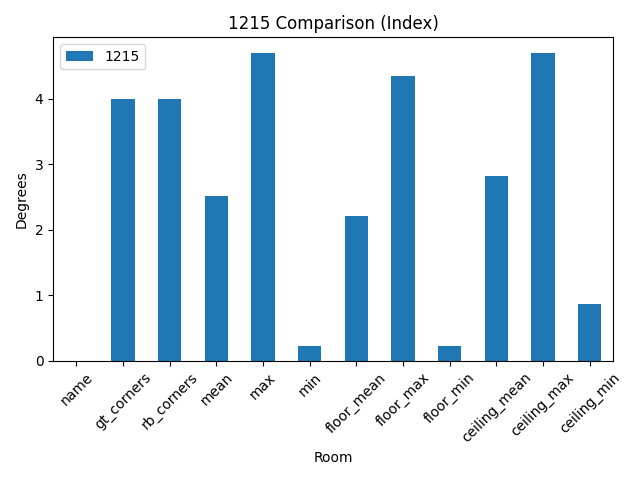 1215 Comparison (Index)
1215
Degrees
4
3
2
1
0
name
gt_corners
rb_corners
mean
max
min
floor_mean
floor_max
floor_min
ceiling_mean
ceiling_max
ceiling_min
Room